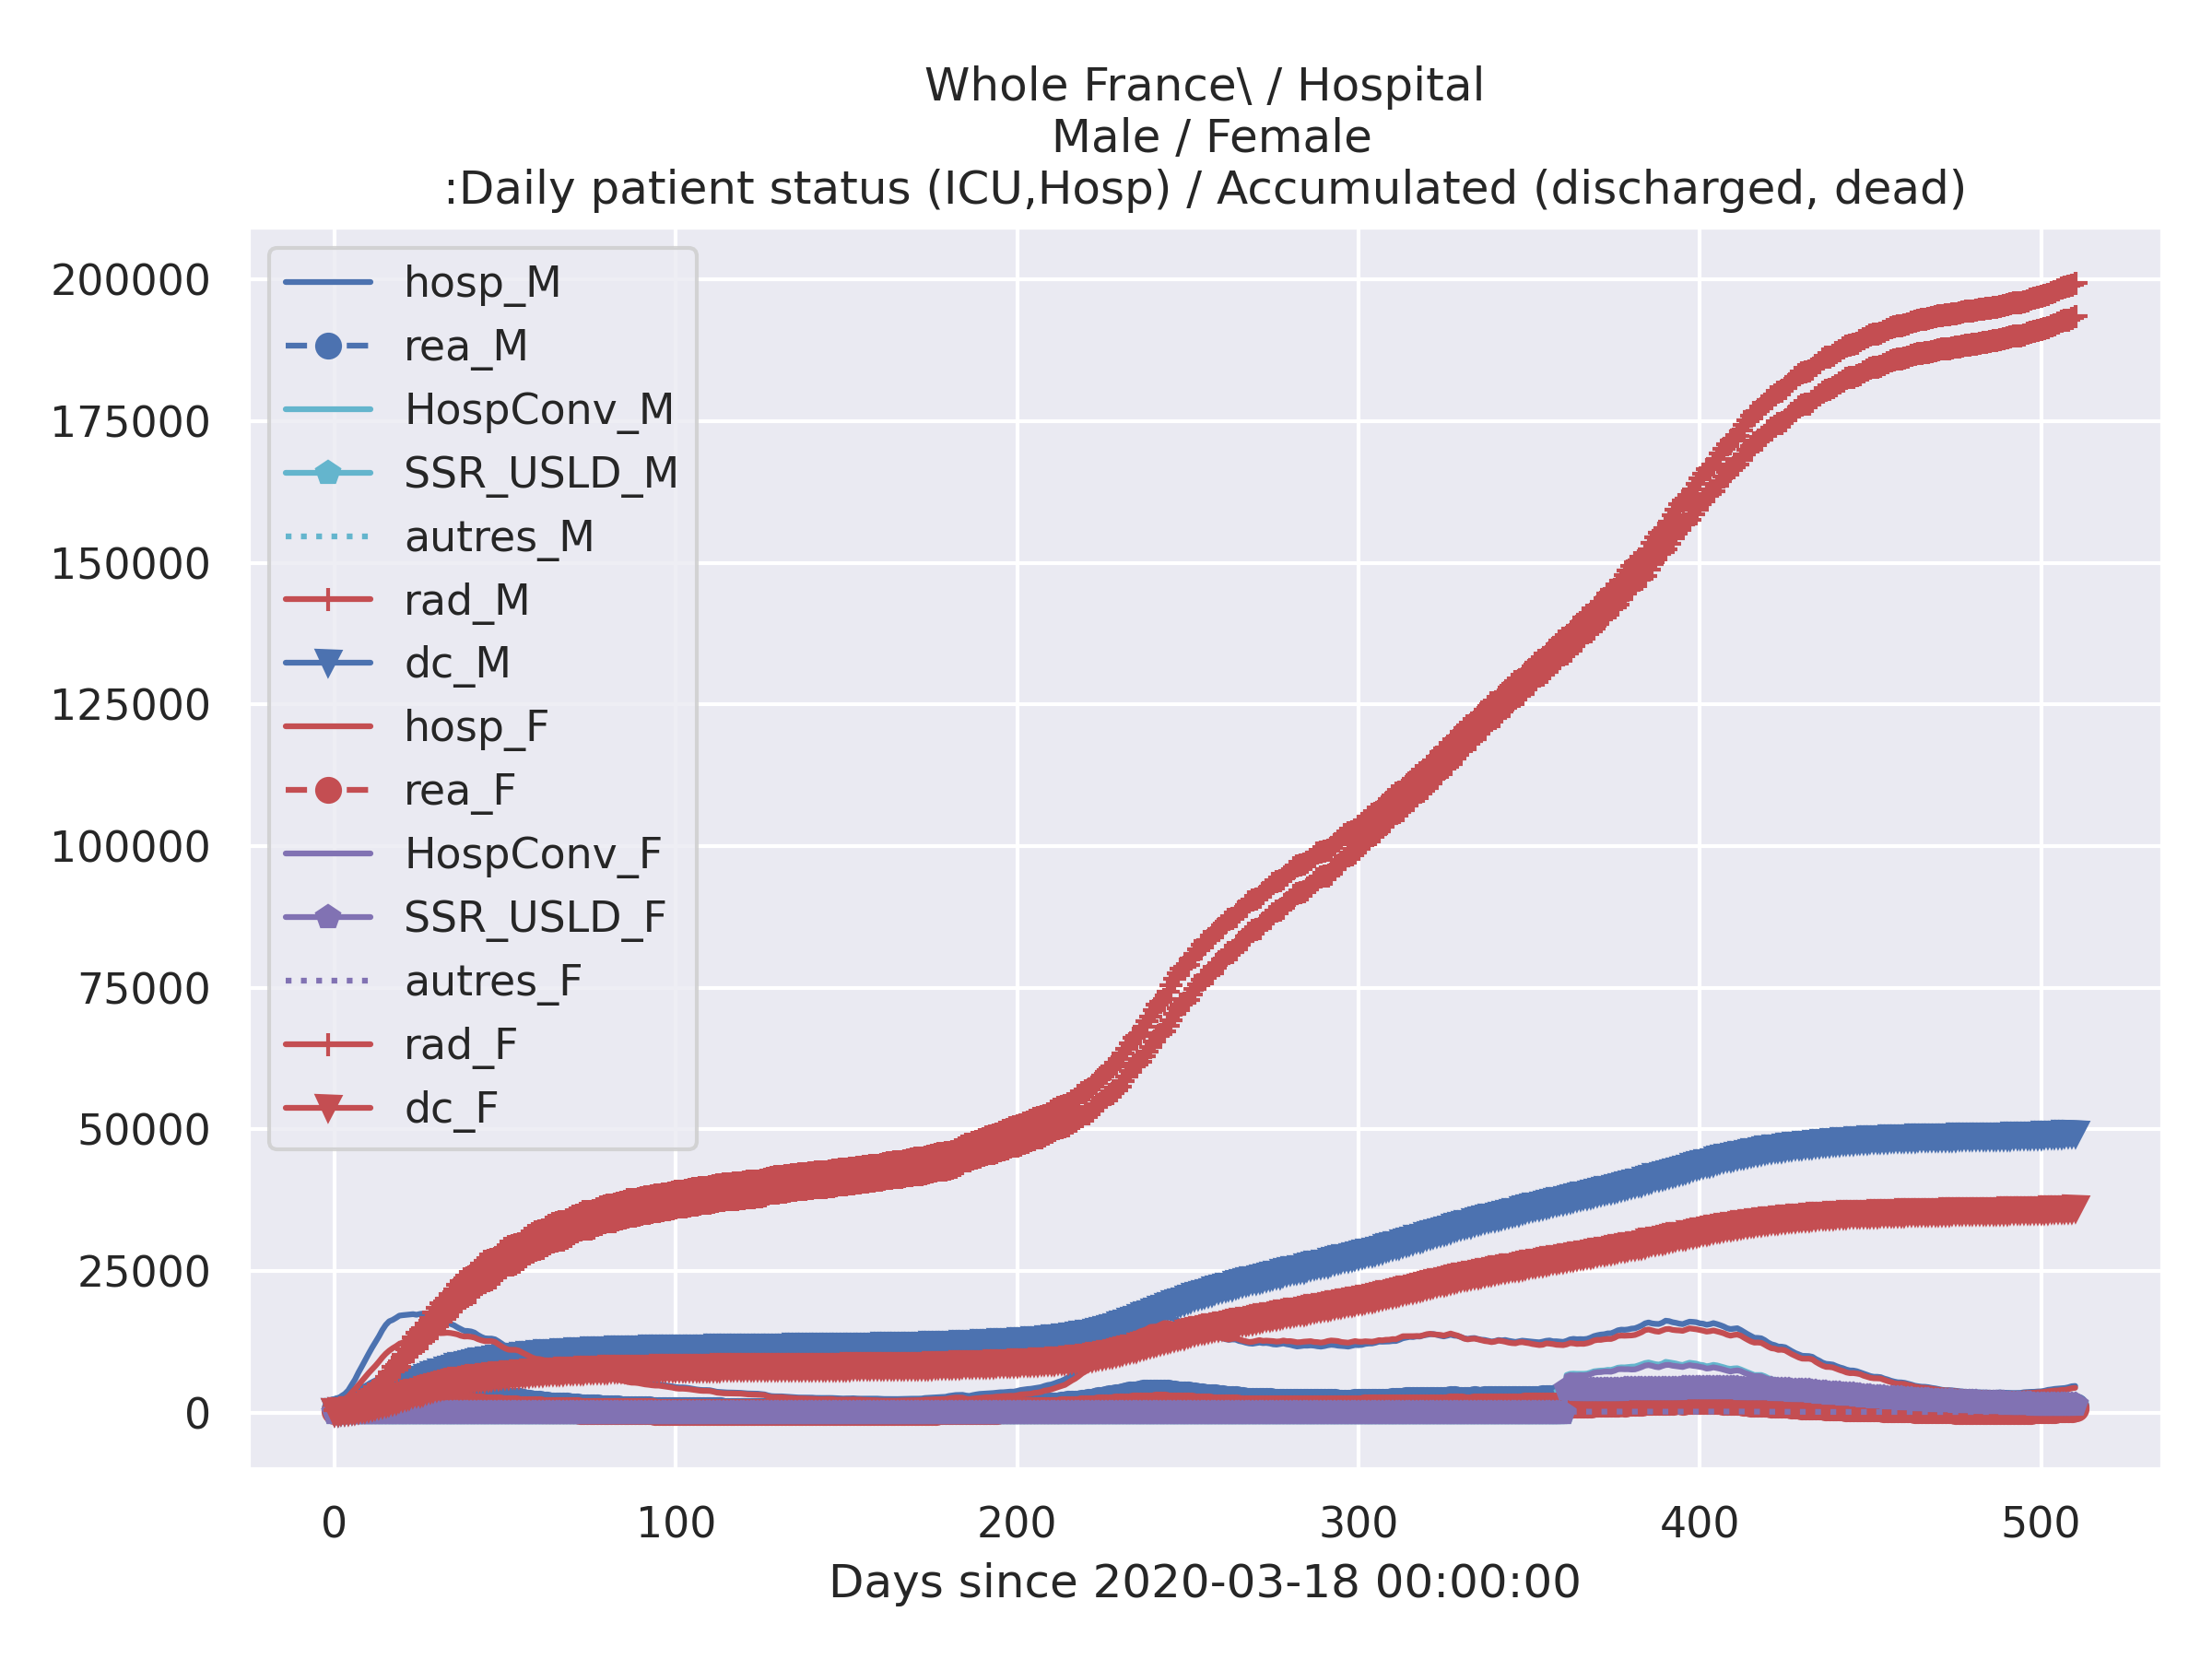 Whole France\ / Hospital
Male / Female
:Daily patient status (ICU,Hosp) / Accumulated (discharged, dead)
200000
175000
150000
125000
100000
75000
50000
25000
0
hosp_M
rea_M
HospConv_M
SSR_USLD_M
autres_M
rad_M
dc_M
hosp_F
rea_F
HospConv_F
SSR_USLD_F
autres_F
rad_F
dc_F
0 100 200 300 400 500
Days since 2020-03-18 00:00:00